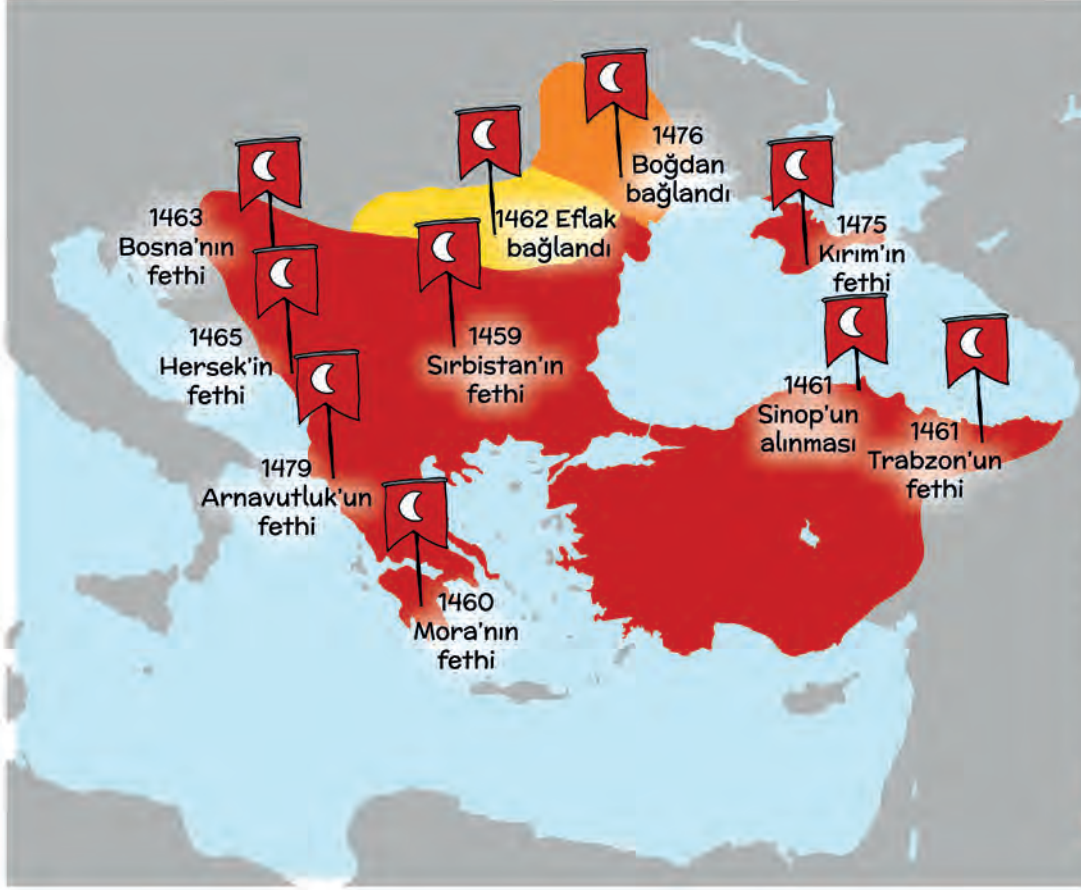 1476
Boğdan
bağlandı
1462 Eflak
bağlandı
1463
Bosna'nın
fethi
1475
Kırım'ın
fethi
1465
Hersek'in
fethi
1459
Sırbistan'ın
fethi
1461
Sinop'un
alınması
1461
Trabzon'un
fethi
1479
Arnavutluk'un
fethi
1460
Mora'nın
fethi